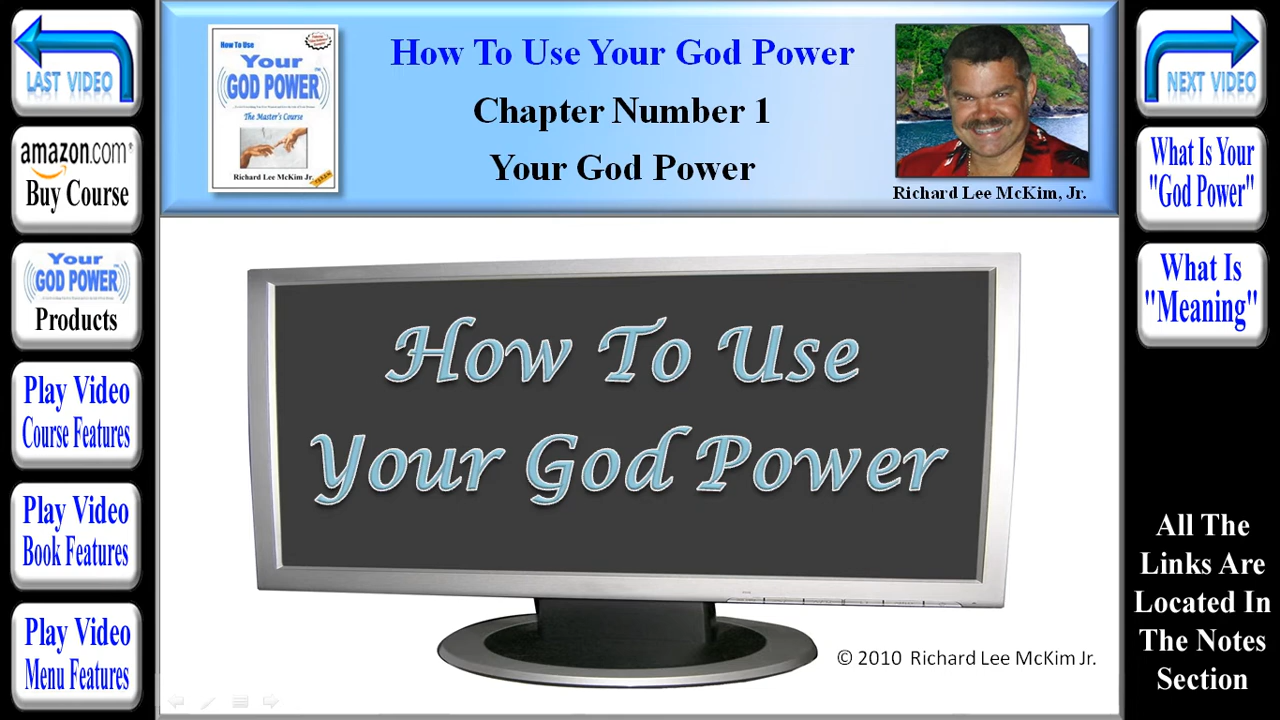 LAST VIDEO
amazon.com
Buy Course
Your
GOD POWER
Products
Play Video
Course Features
Play Video
Book Features
Play Video
Menu Features
How To Use
Your
GOD POWER
The Master's Course
Richard Lee McKim Jr.
How To Use Your God Power
Chapter Number 1
Your God Power
Richard Lee McKim, Jr.
How To Use
Your God Power
© 2010 Richard Lee McKim Jr.
NEXT VIDEO
What Is Your
"God Power"
What Is
"Meaning"
All The
Links Are
Located In
The Notes
Section